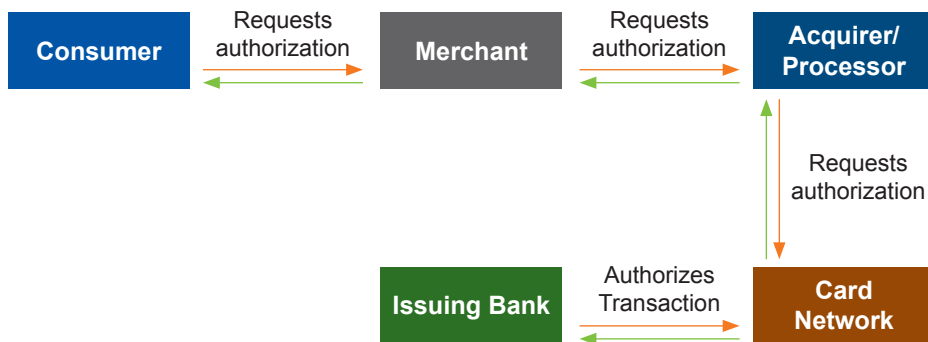 Consumer
Requests
authorization
Merchant
Requests
authorization
Acquirer/
Processor
Requests
authorization
Issuing Bank
Authorizes
Transaction
Card
Network